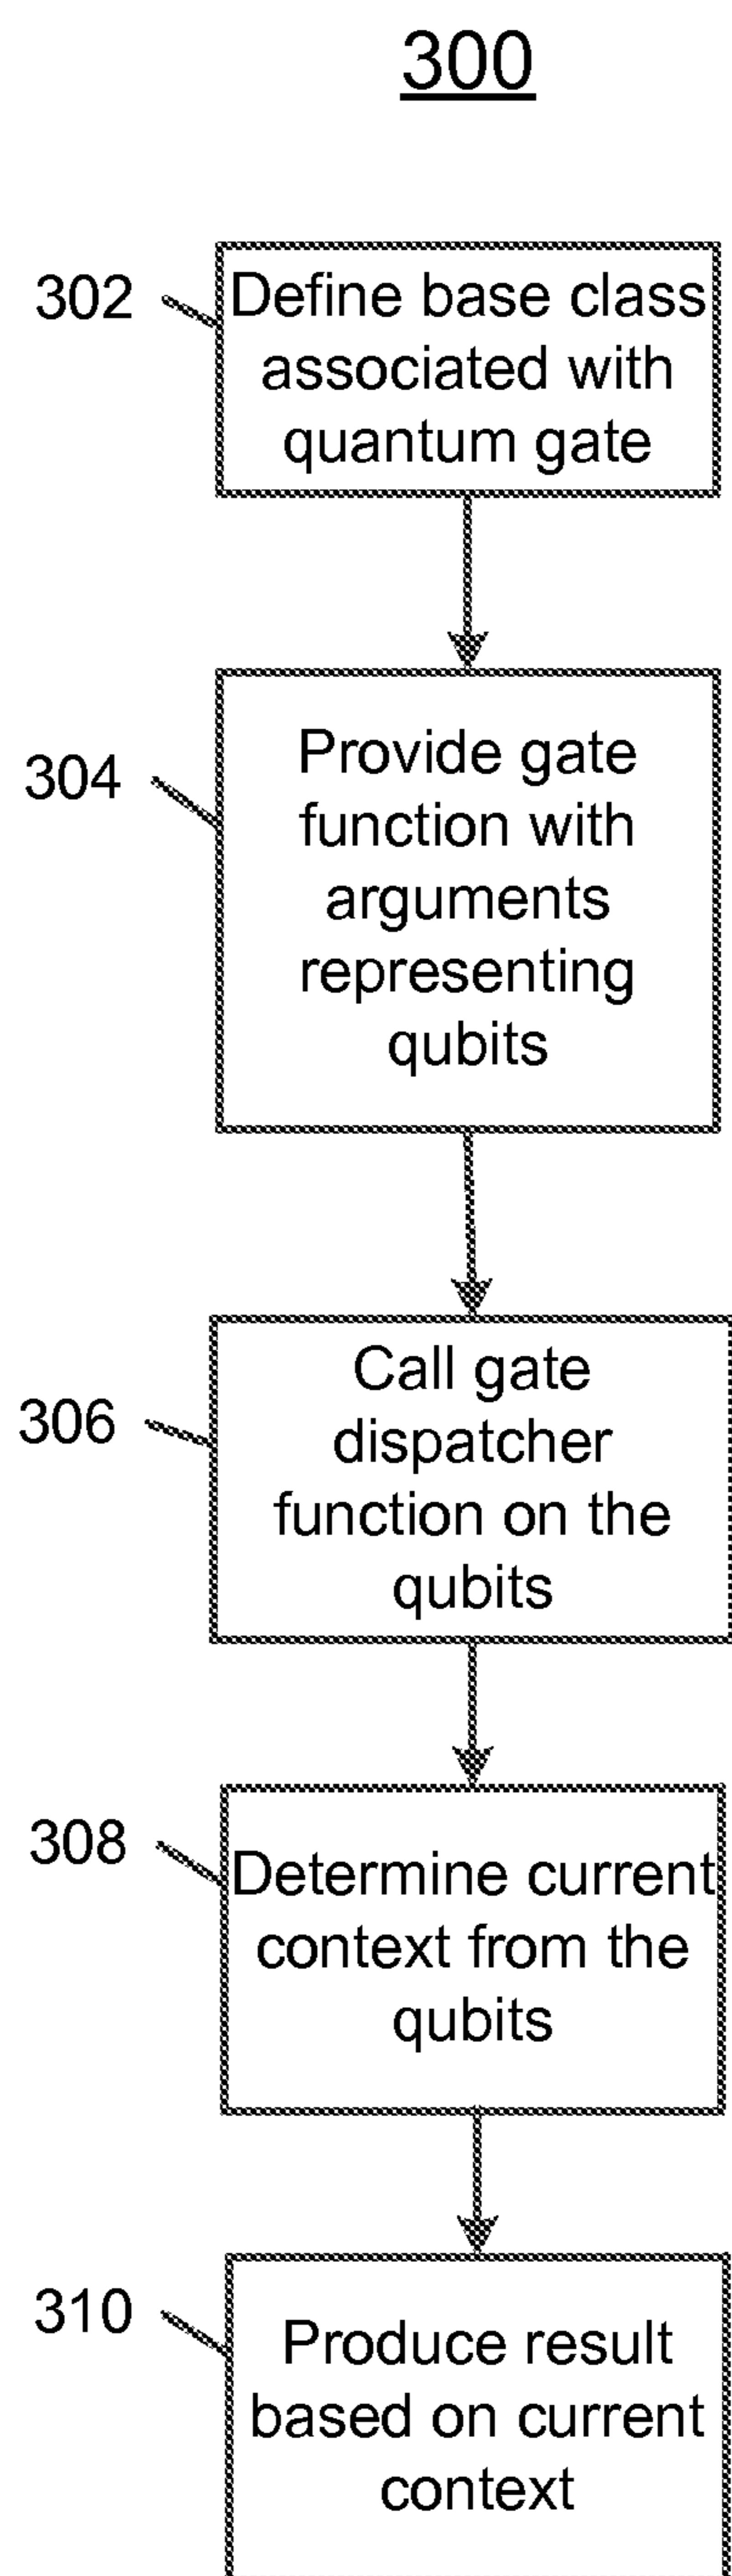 300
302
Define base class
associated with
quantum gate
304
Provide gate
function with
arguments
representing
qubits
306
Call gate
dispatcher
function on the
qubits
308
Determine current
context from the
qubits
310
Produce result
based on current
context